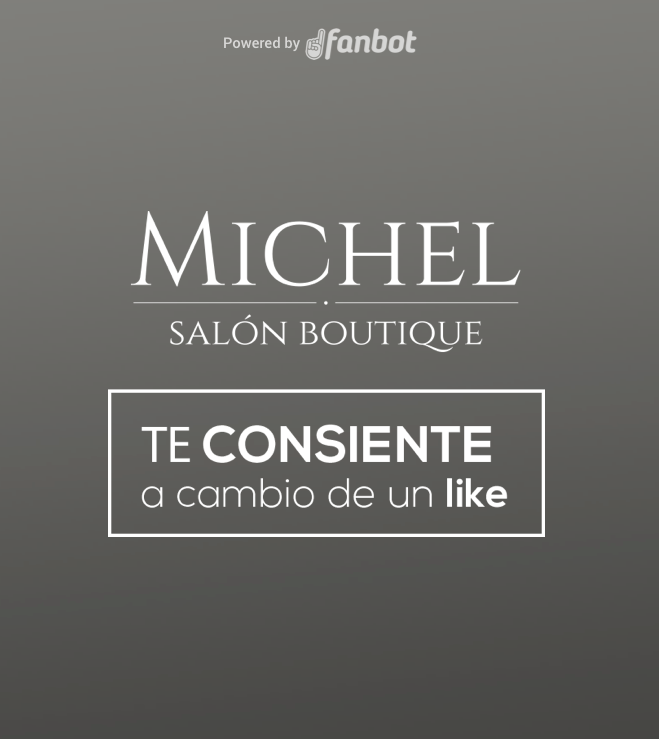 Powered by fanbot
MICHEL
SALÓN BOUTIQUE
TE CONSIENTE
a cambio de un like